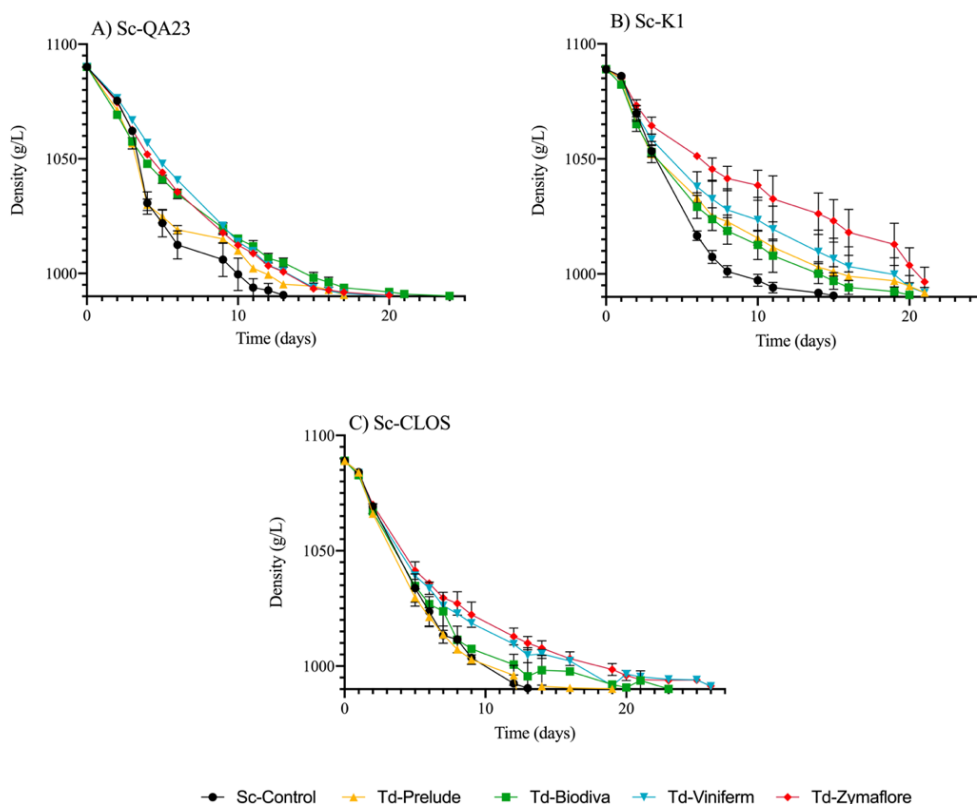 A) Sc-QA23
1100
1050
1000
0
10
20
Density (g/L)
Time (days)
B) Sc-K1
1100
1050
1000
0
10
20
Density (g/L)
Time (days)
C) Sc-CLOS
1100
1050
1000
0
10
20
Density (g/L)
Time (days)
Sc-Control Td-Prelude Td-Biodiva Td-Viniferm Td-Zymaflore